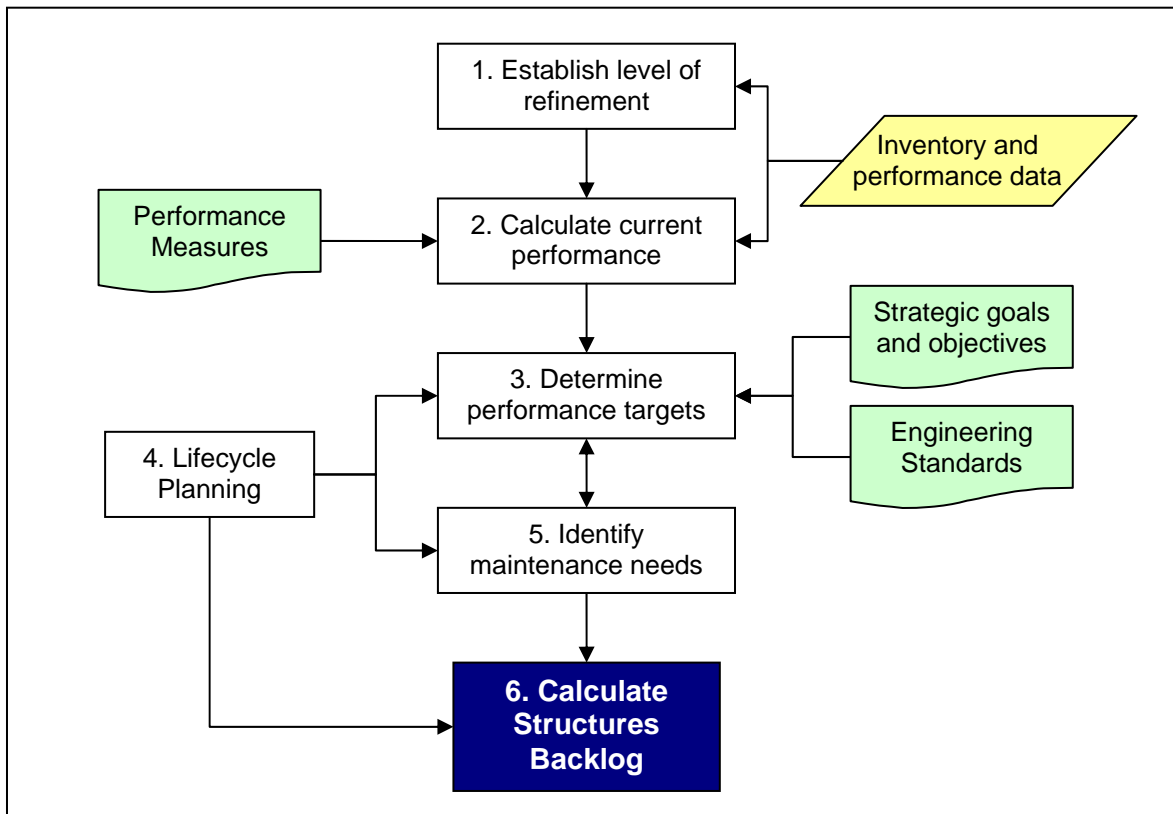 1. Establish level of
refinement
Inventory and
performance data
Performance
Measures
2. Calculate current
performance
Strategic goals
and objectives
3. Determine
performance targets
Engineering
Standards
4. Lifecycle
Planning
5. Identify
maintenance needs
6. Calculate
Structures
Backlog